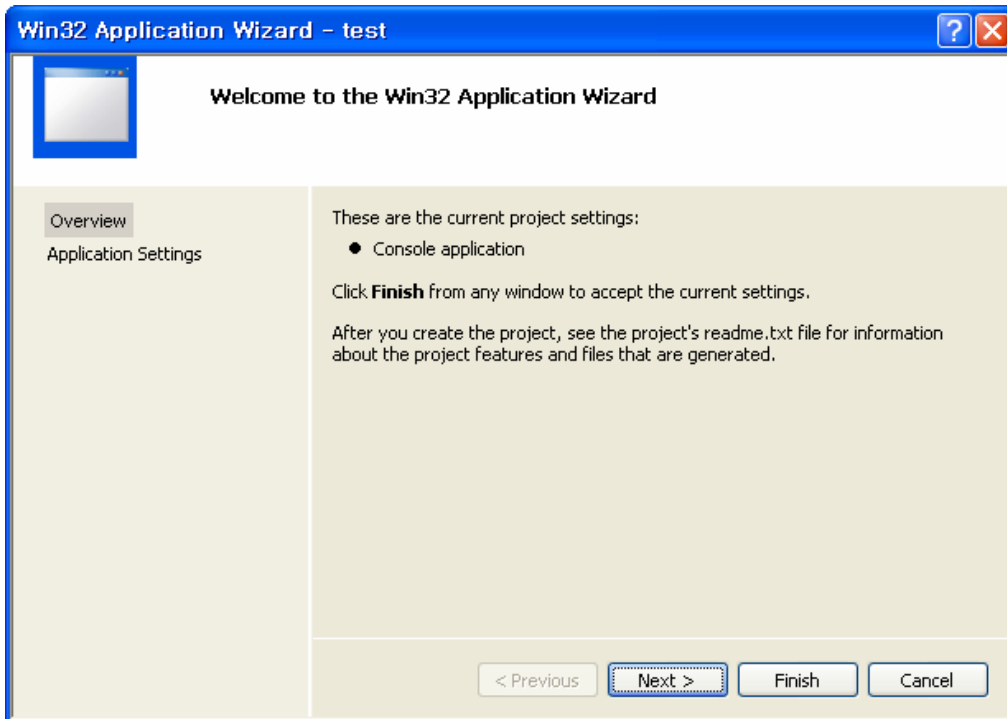 Win32 Application Wizard - test
?
Welcome to the Win32 Application Wizard
Overview
Application Settings
These are the current project settings:
● Console application
Click Finish from any window to accept the current settings.
After you create the project, see the project's readme.txt file for information
about the project features and files that are generated.
< Previous
Next >
Finish
Cancel